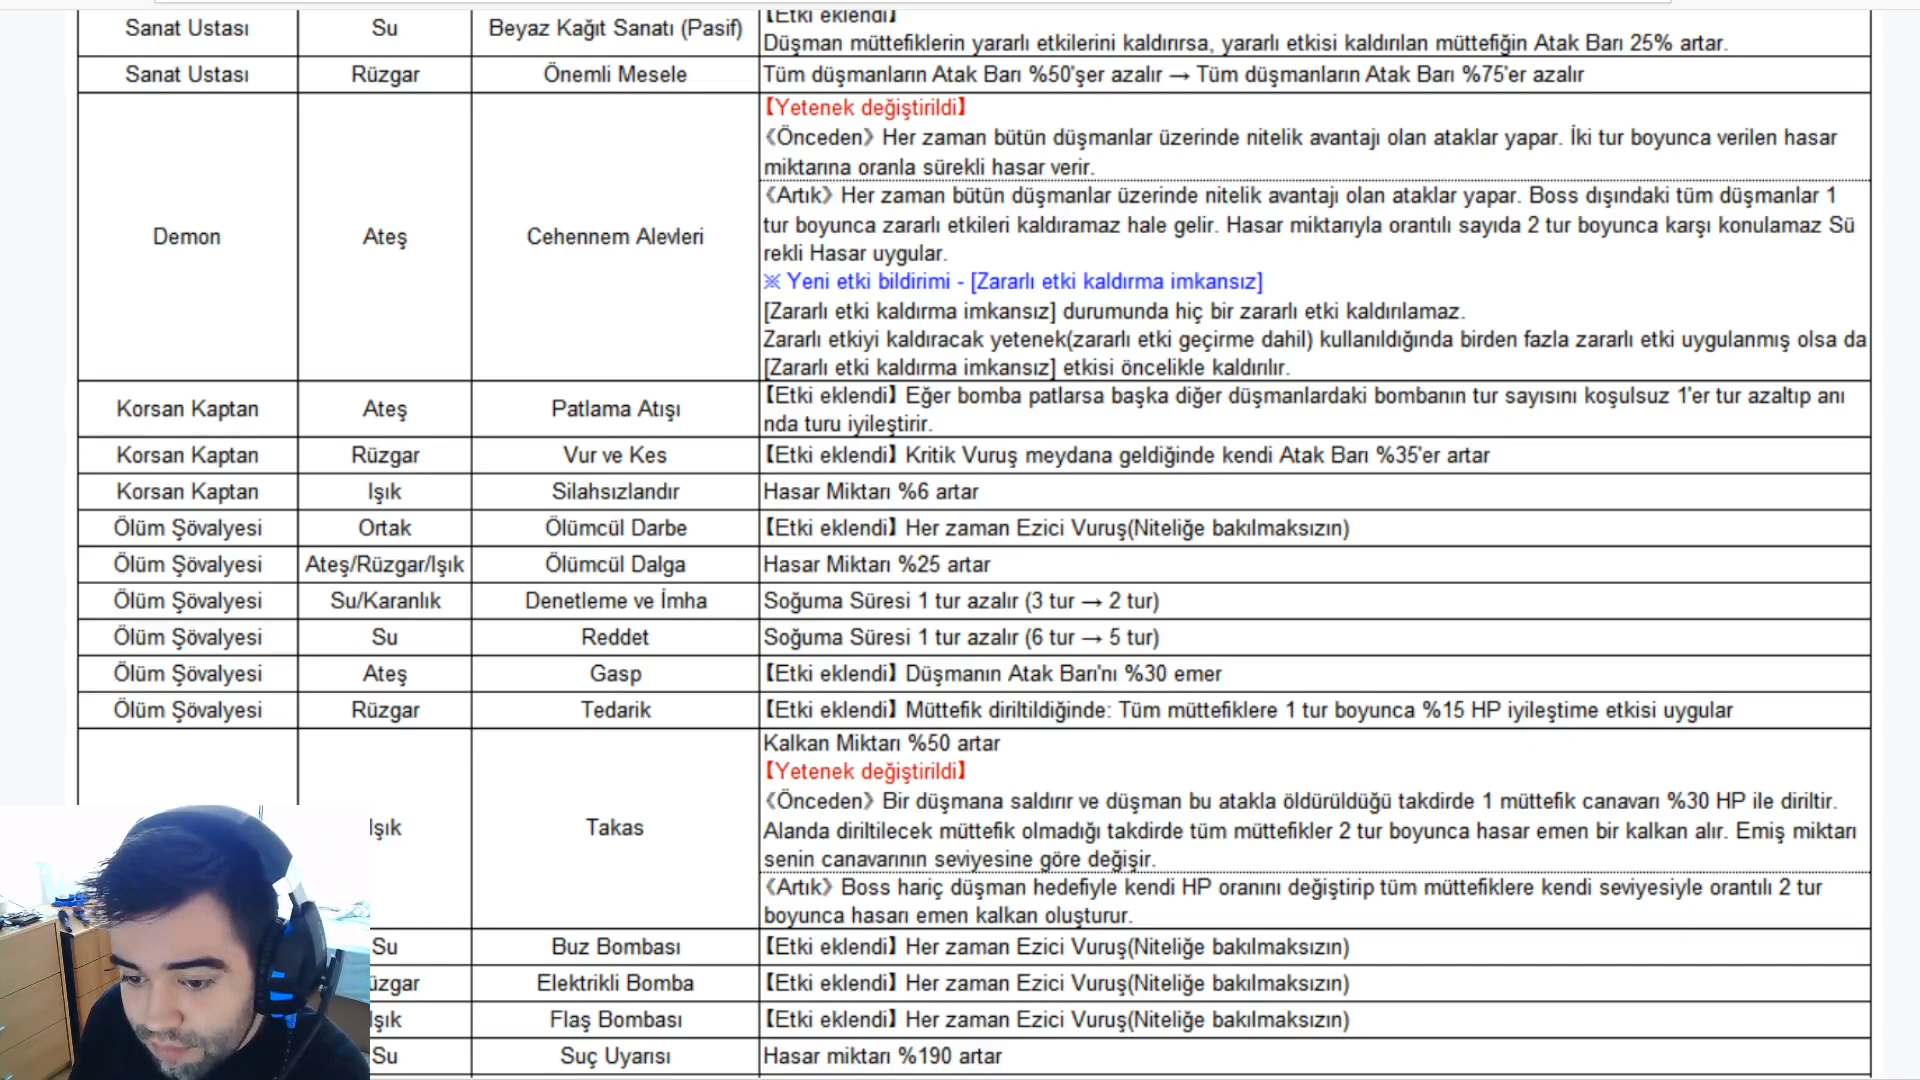 【Etki eklendi】
Sanat Ustası Su Beyaz Kağıt Sanatı (Pasif)
Düşman müttefiklerin yararlı etkilerini kaldırırsa, yararlı etkisi kaldırılan müttefiğin Atak Barı 25% artar.
Sanat Ustası Rüzgar Önemli Mesele Tüm düşmanların Atak Barı %50'şer azalır → Tüm düşmanların Atak Barı %75'er azalır
【Yetenek değiştirildi】
《Önceden》Her zaman bütün düşmanlar üzerinde nitelik avantajı olan ataklar yapar. İki tur boyunca verilen hasar
miktarına oranla sürekli hasar verir.
《Artık》Her zaman bütün düşmanlar üzerinde nitelik avantajı olan ataklar yapar. Boss dışındaki tüm düşmanlar 1
tur boyunca zararlı etkileri kaldıramaz hale gelir. Hasar miktarıyla orantılı sayıda 2 tur boyunca karşı konulamaz Sü
Demon Ateş Cehennem Alevleri
rekli Hasar uygular.
※ Yeni etki bildirimi - [Zararlı etki kaldırma imkansız]
[Zararlı etki kaldırma imkansız] durumunda hiç bir zararlı etki kaldırılamaz.
Zararlı etkiyi kaldıracak yetenek(zararlı etki geçirme dahil) kullanıldığında birden fazla zararlı etki uygulanmış olsa da
[Zararlı etki kaldırma imkansız] etkisi öncelikle kaldırılır.
Korsan Kaptan Ateş Patlama Atışı
【Etki eklendi】Eğer bomba patlarsa başka diğer düşmanlardaki bombanın tur sayısını koşulsuz 1'er tur azaltıp anı
nda turu iyileştirir.
Korsan Kaptan Rüzgar Vur ve Kes 【Etki eklendi】Kritik Vuruş meydana geldiğinde kendi Atak Barı %35'er artar
Korsan Kaptan Işık Silahsızlandır Hasar Miktarı %6 artar
Ölüm Şövalyesi Ortak Ölümcül Darbe 【Etki eklendi】Her zaman Ezici Vuruş(Niteliğe bakılmaksızın)
Ölüm Şövalyesi Ateş/Rüzgar/Işık Ölümcül Dalga Hasar Miktarı %25 artar
Ölüm Şövalyesi Su/Karanlık Denetleme ve İmha Soğuma Süresi 1 tur azalır (3 tur → 2 tur)
Ölüm Şövalyesi Su Reddet Soğuma Süresi 1 tur azalır (6 tur → 5 tur)
Ölüm Şövalyesi Ateş Gasp 【Etki eklendi】Düşmanın Atak Barı'nı %30 emer
Ölüm Şövalyesi Rüzgar Tedarik 【Etki eklendi】Müttefik diriltildiğinde: Tüm müttefiklere 1 tur boyunca %15 HP iyileştime etkisi uygular
Kalkan Miktarı %50 artar
【Yetenek değiştirildi】
《Önceden》Bir düşmana saldırır ve düşman bu atakla öldürüldüğü takdirde 1 müttefik canavarı %30 HP ile diriltir.
Işık Takas
Alanda diriltilecek müttefik olmadığı takdirde tüm müttefikler 2 tur boyunca hasar emen bir kalkan alır. Emiş miktarı
senin canavarının seviyesine göre değişir.
《Artık》Boss hariç düşman hedefiyle kendi HP oranını değiştirip tüm müttefiklere kendi seviyesiyle orantılı 2 tur
boyunca hasarı emen kalkan oluşturur.
Su Buz Bombası 【Etki eklendi】Her zaman Ezici Vuruş(Niteliğe bakılmaksızın)
üzgar Elektrikli Bomba 【Etki eklendi】Her zaman Ezici Vuruş(Niteliğe bakılmaksızın)
Işık Flaş Bombası 【Etki eklendi】Her zaman Ezici Vuruş(Niteliğe bakılmaksızın)
Su Suç Uyarısı Hasar miktarı %190 artar